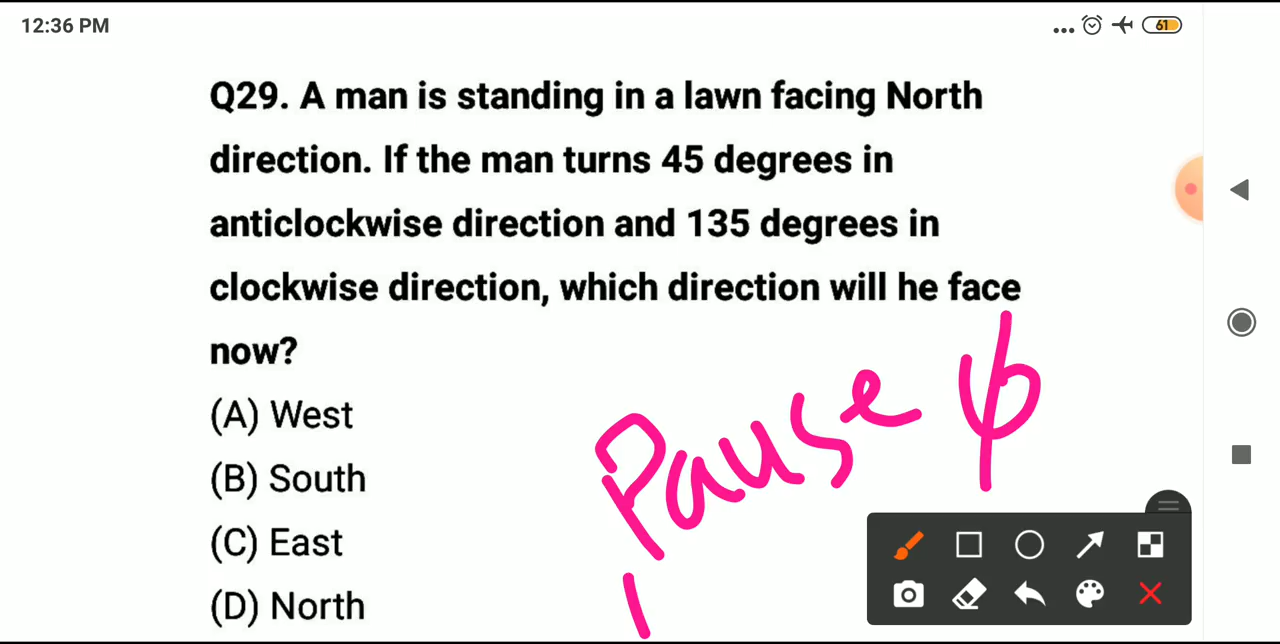 12:36 PM
61
Q29. A man is standing in a lawn facing North
direction. If the man turns 45 degrees in
anticlockwise direction and 135 degrees in
clockwise direction, which direction will he face
now?
(A) West
(B) South
(C) East
(D) North
Pause